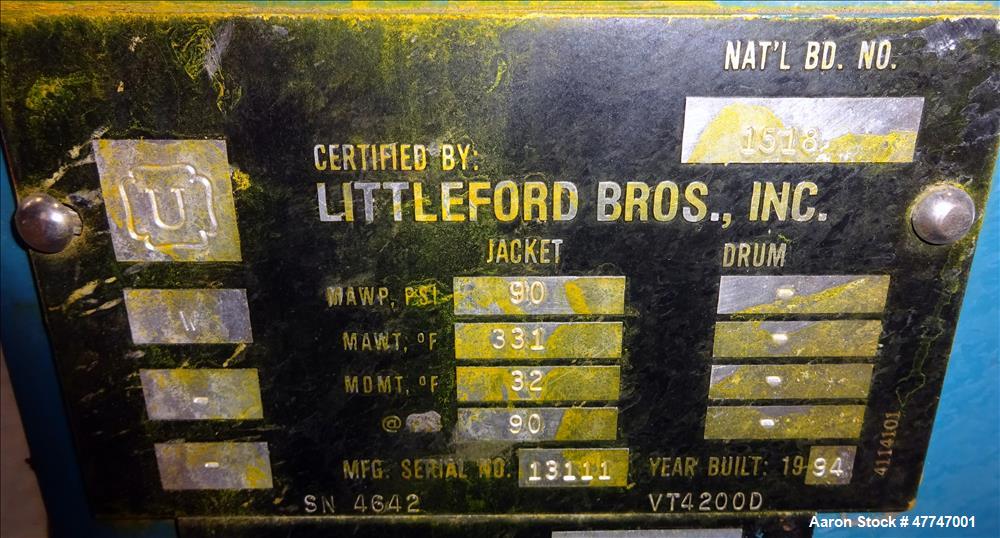 NAT'L BD. NO.
1518
U
CERTIFIED BY:
LITTLEFORD BROS., INC.
JACKET DRUM
MAWP, PSI 90 -
W MAWT, °F 331 -
- MDMT, °F 32 -
@ 90 -
- MFG. SERIAL NO. 13111 YEAR BUILT: 19 94
SN 4642 VT4200D
4114101
Aaron Stock # 47747001